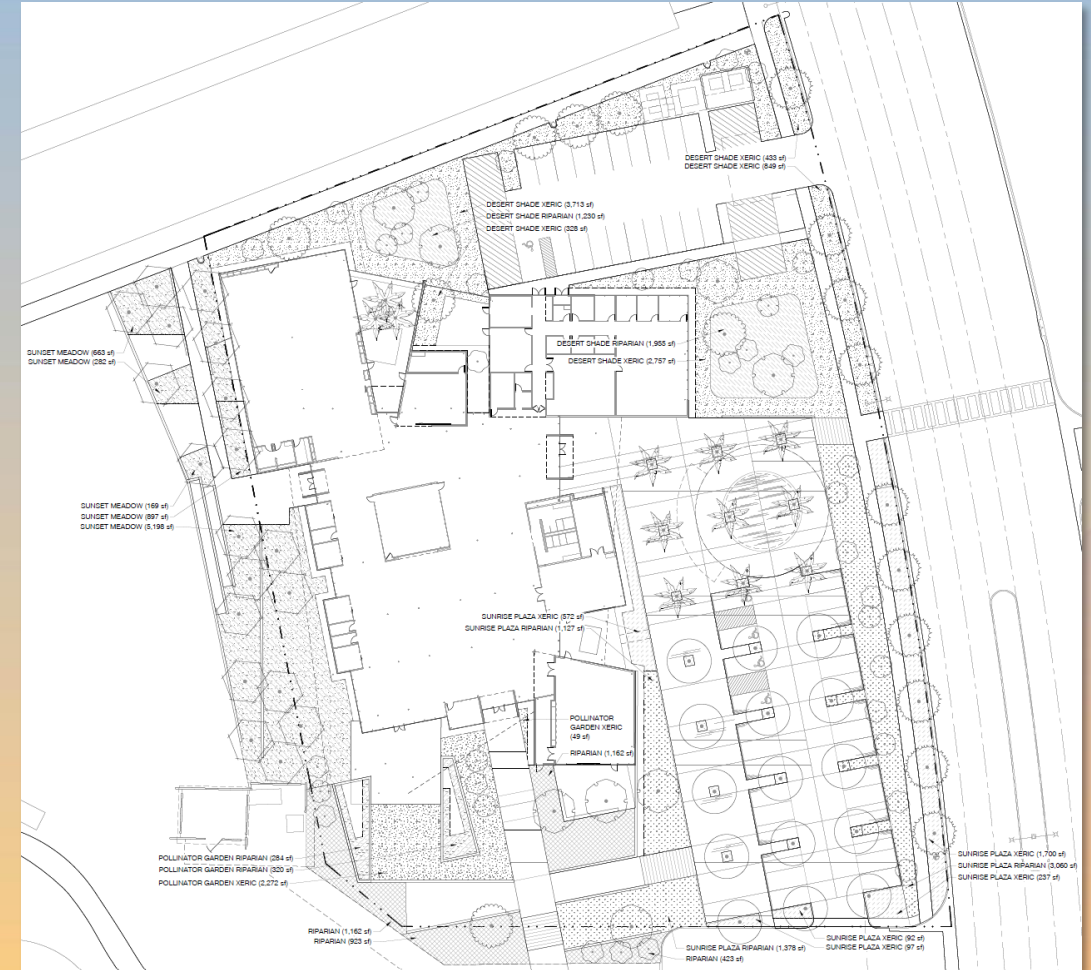 DESERT SHADE XERIC (433 sf)
DESERT SHADE XERIC (849 sf)
DESERT SHADE XERIC (3,713 sf)
DESERT SHADE RIPARIAN (1,230 sf)
DESERT SHADE XERIC (328 sf)
DESERT SHADE RIPARIAN (1,955 sf)
DESERT SHADE XERIC (2,757 sf)
SUNSET MEADOW (663 sf)
SUNSET MEADOW (282 sf)
SUNSET MEADOW (169 sf)
SUNSET MEADOW (897 sf)
SUNSET MEADOW (5,198 sf)
SUNRISE PLAZA XERIC (572 sf)
SUNRISE PLAZA RIPARIAN (1,127 sf)
POLLINATOR
GARDEN XERIC
(49 sf)
RIPARIAN (1,162 sf)
POLLINATOR GARDEN RIPARIAN (284 sf)
POLLINATOR GARDEN RIPARIAN (320 sf)
POLLINATOR GARDEN XERIC (2,272 sf)
SUNRISE PLAZA XERIC (1,700 sf)
SUNRISE PLAZA RIPARIAN (3,060 sf)
SUNRISE PLAZA XERIC (237 sf)
RIPARIAN (1,162 sf)
RIPARIAN (923 sf)
SUNRISE PLAZA XERIC (92 sf)
SUNRISE PLAZA XERIC (97 sf)
SUNRISE PLAZA RIPARIAN (1,378 sf)
RIPARIAN (423 sf)